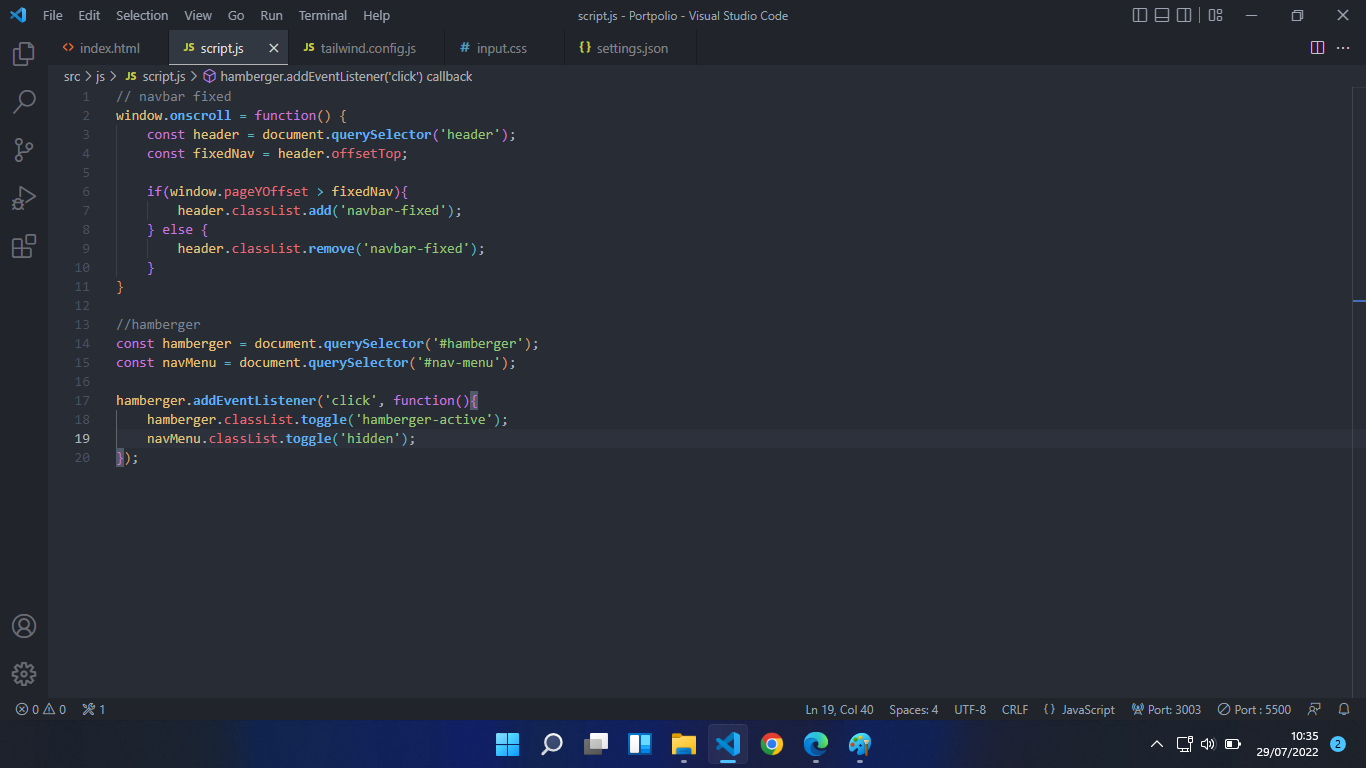 File Edit Selection View Go Run Terminal Help script.js - Portpolio - Visual Studio Code
index.html JS script.js JS tailwind.config.js # input.css {} settings.json
src > js > JS script.js > hamberger.addEventListener('click') callback
1 // navbar fixed
2 window.onscroll = function() {
3 const header = document.querySelector('header');
4 const fixedNav = header.offsetTop;
5
6 if(window.pageYOffset > fixedNav){
7 header.classList.add('navbar-fixed');
8 } else {
9 header.classList.remove('navbar-fixed');
10 }
11 }
12
13 //hamberger
14 const hamberger = document.querySelector('#hamberger');
15 const navMenu = document.querySelector('#nav-menu');
16
17 hamberger.addEventListener('click', function(){
18 hamberger.classList.toggle('hamberger-active');
19 navMenu.classList.toggle('hidden');
20 });
0 0 1 Ln 19, Col 40 Spaces: 4 UTF-8 CRLF {} JavaScript Port: 3003 Port : 5500
10:35
29/07/2022 2